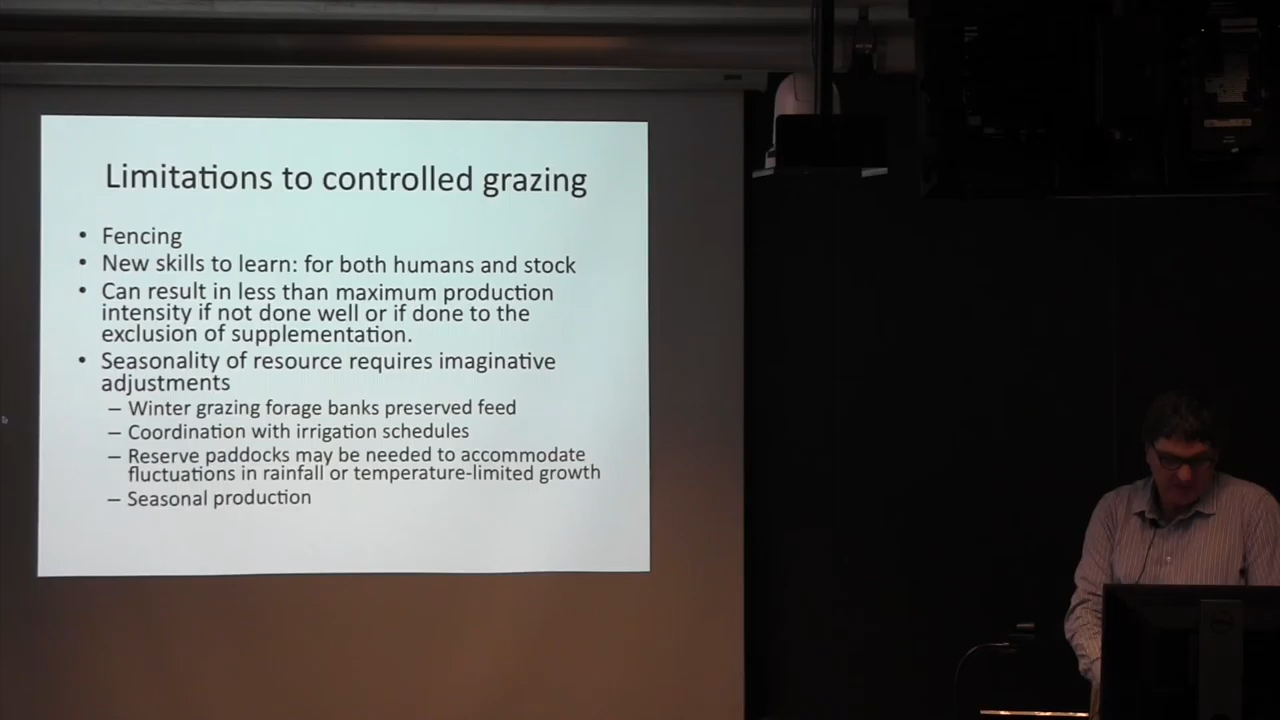 Limitations to controlled grazing
• Fencing
• New skills to learn: for both humans and stock
• Can result in less than maximum production
intensity if not done well or if done to the
exclusion of supplementation.
• Seasonality of resource requires imaginative
adjustments
– Winter grazing forage banks preserved feed
– Coordination with irrigation schedules
– Reserve paddocks may be needed to accommodate
fluctuations in rainfall or temperature-limited growth
– Seasonal production